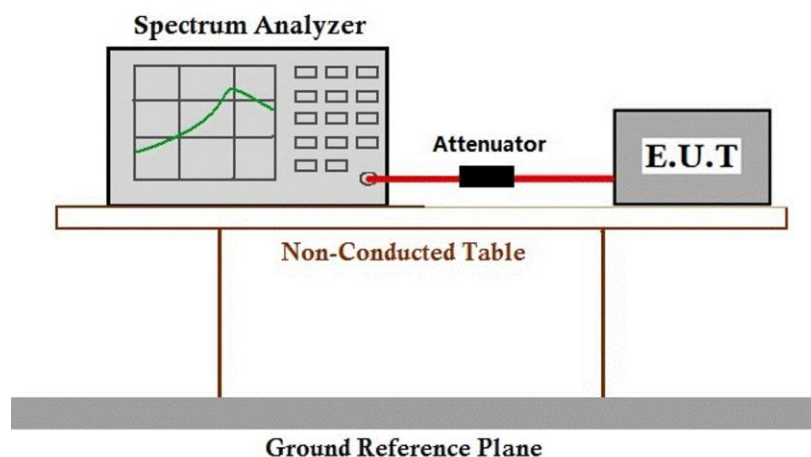 Spectrum Analyzer
Attenuator
E.U.T
Non-Conducted Table
Ground Reference Plane